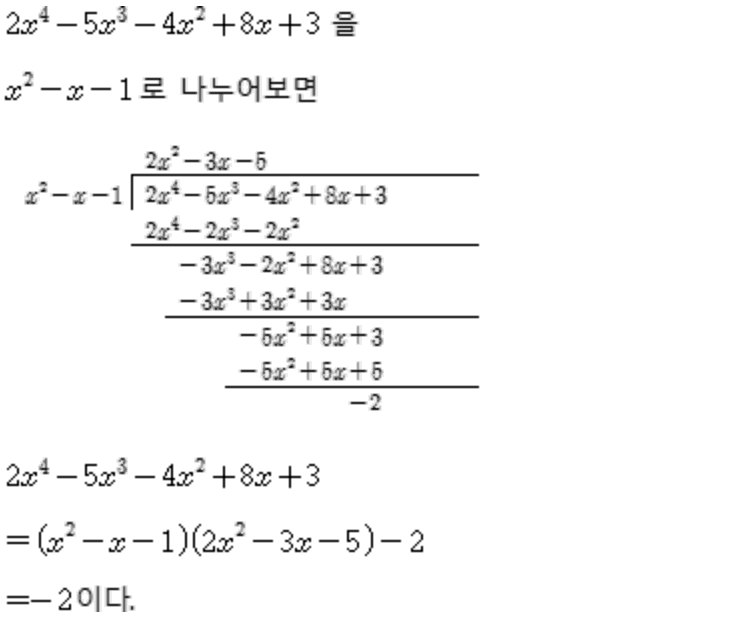 2x⁴−5x³−4x²+8x+3 을
x²−x−1로 나누어보면
2x²−3x−5
x²−x−1 2x⁴−5x³−4x²+8x+3
2x⁴−2x³−2x²
−3x³−2x²+8x+3
−3x³+3x²+3x
−5x²+5x+3
−5x²+5x+5
−2
2x⁴−5x³−4x²+8x+3
=(x²−x−1)(2x²−3x−5)−2
=−2이다.